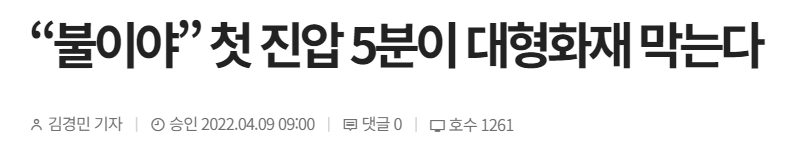 “불이야” 첫 진압 5분이 대형화재 막는다
김경민 기자 | 승인 2022.04.09 09:00 | 댓글 0 | 호수 1261